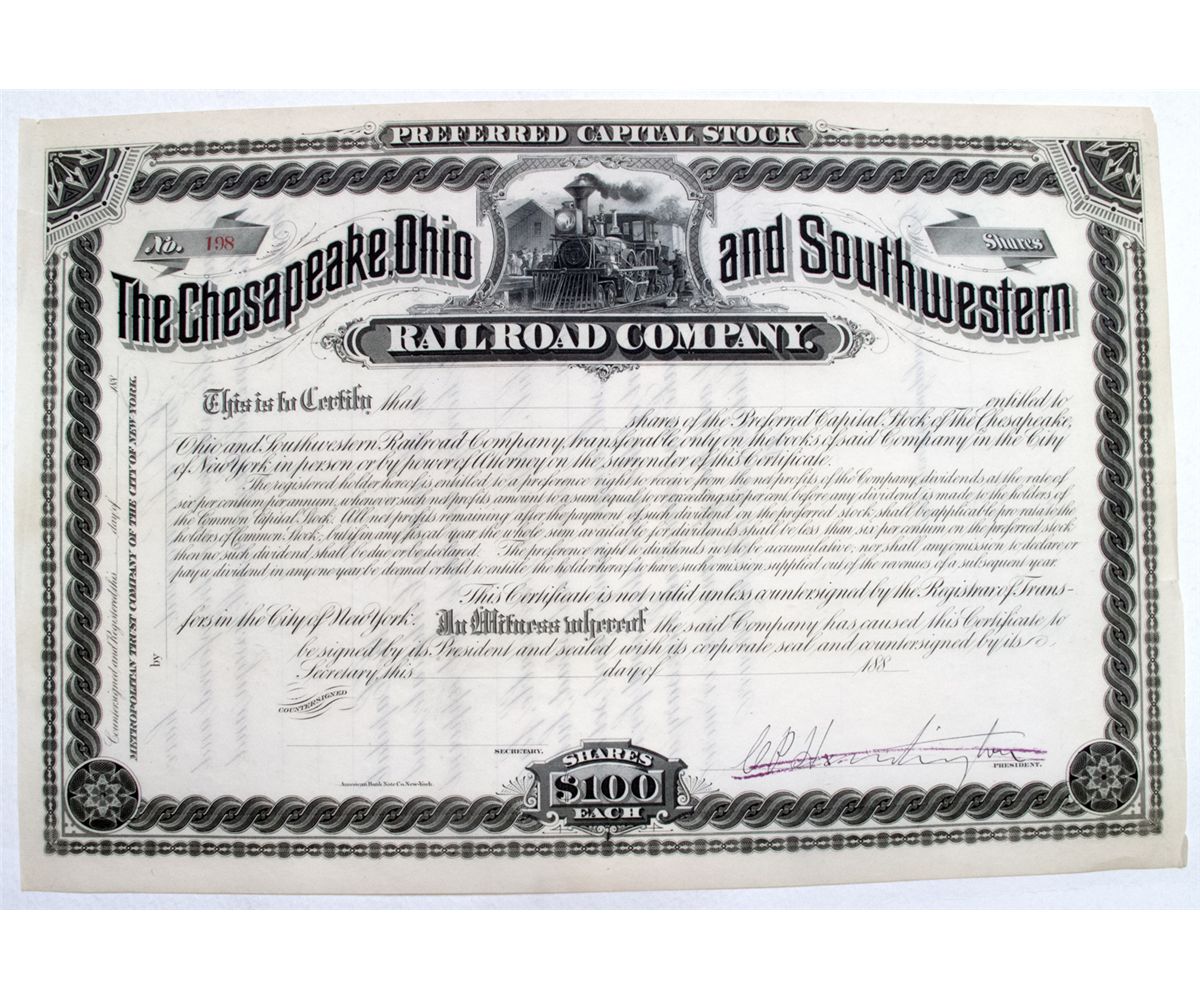 PREFERRED CAPITAL STOCK
No. 198
Shares
The Chesapeake, Ohio and Southwestern
RAILROAD COMPANY.
This is to Certify that entitled to
shares of the Preferred Capital Stock of The Chesapeake,
Ohio and Southwestern Railroad Company, transferable only on the books of said Company in the City
of New York in person or by power of Attorney on the surrender of this Certificate.
The registered holder hereof is entitled to a preference right to receive from the net profits of the Company, dividends at the rate of
six per centum per annum, whenever such net profits amount to a sum equal to or exceeding six per cent. before any dividend is made to the holders of
the Common Capital Stock. All net profits remaining after the payment of such dividend on the preferred stock shall be applicable pro rata to the
holders of Common Stock, but if in any fiscal year the whole sum available for dividends shall be less than six per centum on the preferred stock
then no such dividend shall be due or be declared. The preference right to dividends not to be accumulative, nor shall any omission to declare or
pay a dividend in any one year be deemed or held to entitle the holder hereof to have such omission supplied out of the revenues of a subsequent year.
This Certificate is not valid unless countersigned by the Registrar of Trans-
fers in the City of New York. In Witness whereof the said Company has caused this Certificate to
be signed by its President and sealed with its corporate seal and countersigned by its
Secretary, this day of 188
COUNTERSIGNED
SECRETARY.
C P Huntington
PRESIDENT.
American Bank Note Co. New-York.
SHARES
$100
EACH
Countersigned and Registered this day of 188
METROPOLITAN TRUST COMPANY OF THE CITY OF NEW YORK.
by